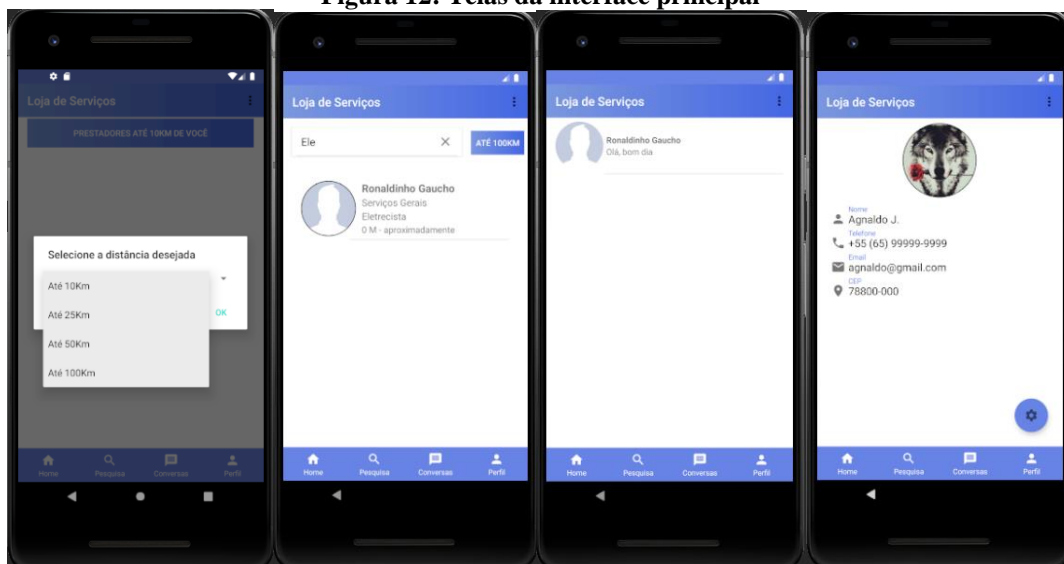 Figura 12: Telas da interface principal
Loja de Serviços
PRESTADORES ATÉ 10KM DE VOCÊ
Selecione a distância desejada
Até 10Km
Até 25Km
OK
Até 50Km
Até 100Km
Home Pesquisa Conversas Perfil
Loja de Serviços
Ele
ATÉ 100KM
Ronaldinho Gaucho
Serviços Gerais
Eletrecista
0 M - aproximadamente
Home Pesquisa Conversas Perfil
Loja de Serviços
Ronaldinho Gaucho
Olá, bom dia
Home Pesquisa Conversas Perfil
Loja de Serviços
Nome
Agnaldo J.
Telefone
+55 (65) 99999-9999
Email
agnaldo@gmail.com
CEP
78800-000
Home Pesquisa Conversas Perfil